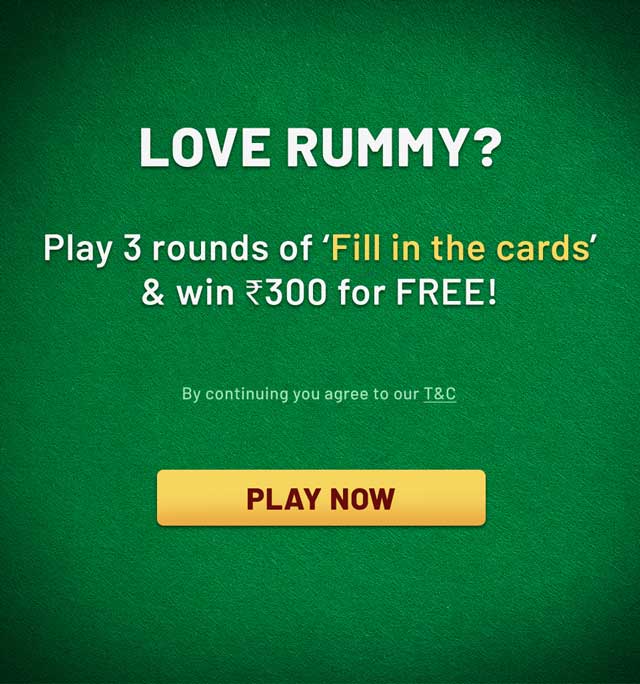 LOVE RUMMY?
Play 3 rounds of ‘Fill in the cards’
& win ₹300 for FREE!
By continuing you agree to our T&C
PLAY NOW